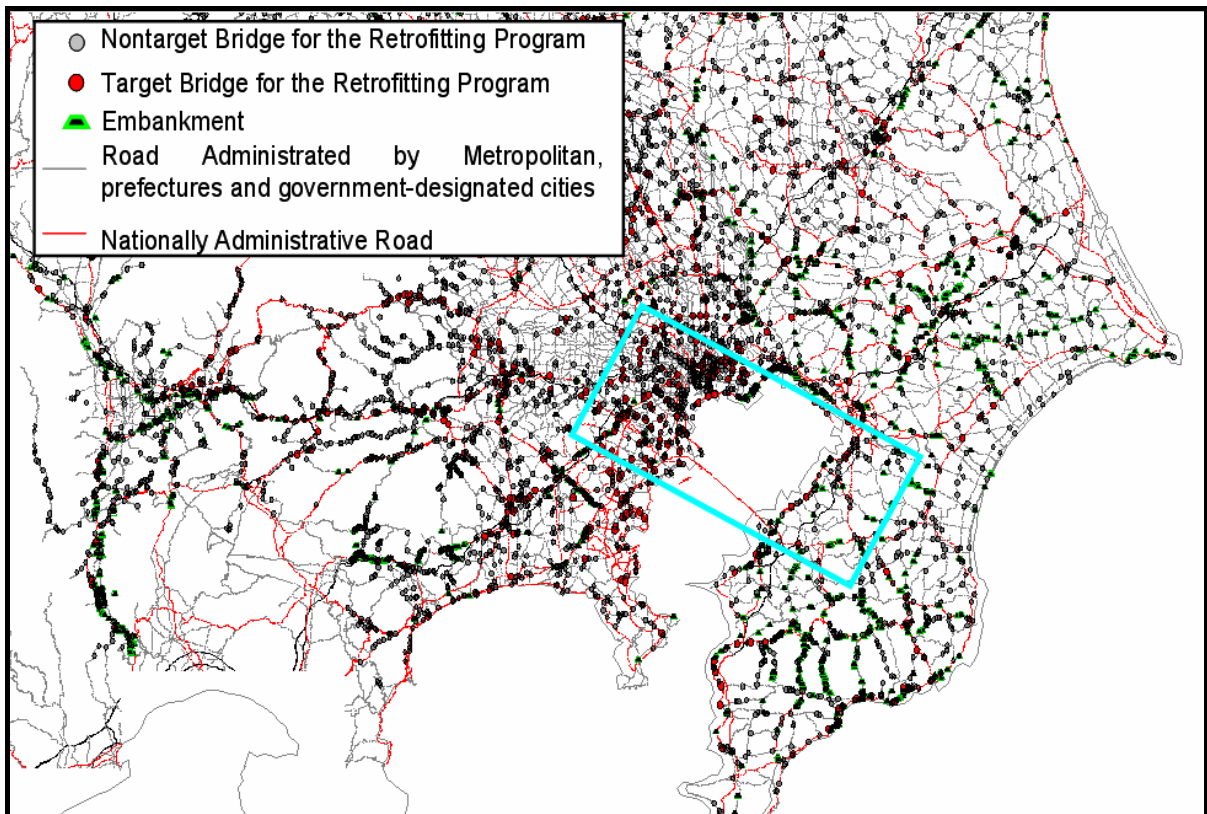 Nontarget Bridge for the Retrofitting Program
Target Bridge for the Retrofitting Program
Embankment
Road Administrated by Metropolitan,
prefectures and government-designated cities
Nationally Administrative Road